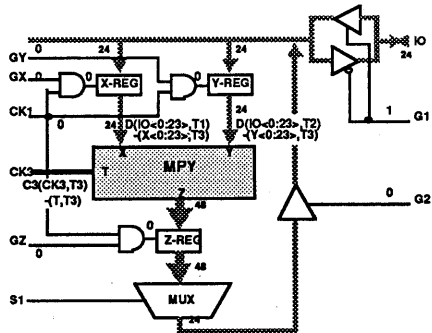 0
24
24
IO
24
GY
GX
0
0
0
X-REG
Y-REG
CK1
0
24
D(IO<0:23>,T1)
-(X<0:23>,T3)
24
D(IO<0:23>,T2)
-(Y<0:23>,T3)
1
G1
X
Y
MPY
CK3
T
C3(CK3,T3)
-(T,T3)
Z
48
0
G2
GZ
0
0
Z-REG
48
S1
MUX
24